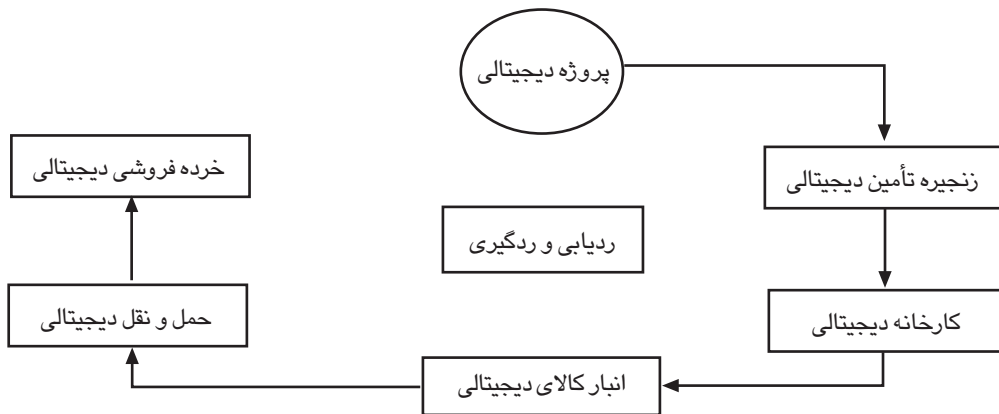 پروژه دیجیتالی
زنجیره تأمین دیجیتالی
کارخانه دیجیتالی
انبار کالای دیجیتالی
حمل و نقل دیجیتالی
خرده فروشی دیجیتالی
ردیابی و ردگیری